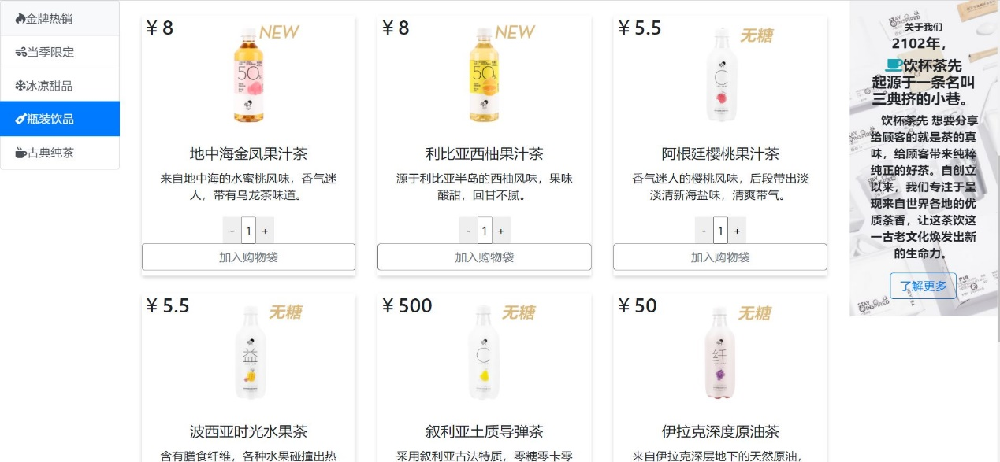 金牌热销
当季限定
冰凉甜品
瓶装饮品
古典纯茶
¥ 8
NEW
50%
地中海金凤果汁茶
来自地中海的水蜜桃风味，香气迷
人，带有乌龙茶味道。
- 1 +
加入购物袋
¥ 8
NEW
50%
利比亚西柚果汁茶
源于利比亚半岛的西柚风味，果味
酸甜，回甘不腻。
- 1 +
加入购物袋
¥ 5.5
无糖
C
阿根廷樱桃果汁茶
香气迷人的樱桃风味，后段带出淡
淡清新海盐味，清爽带气。
- 1 +
加入购物袋
¥ 5.5
无糖
益
波西亚时光水果茶
含有膳食纤维，各种水果碰撞出热
¥ 500
无糖
C
叙利亚土质导弹茶
采用叙利亚古法特质，零糖零卡零
¥ 50
无糖
纤
伊拉克深度原油茶
来自伊拉克深层地下的天然原油，
关于我们
2102年，
饮杯茶先
起源于一条名叫
三典挤的小巷。
饮杯茶先 想要分享
给顾客的就是茶的真
味，给顾客带来纯粹
纯正的好茶。自创立
以来，我们专注于呈
现来自世界各地的优
质茶香，让这茶饮这
一古老文化焕发出新
的生命力。
了解更多
STAY
INSPIRED